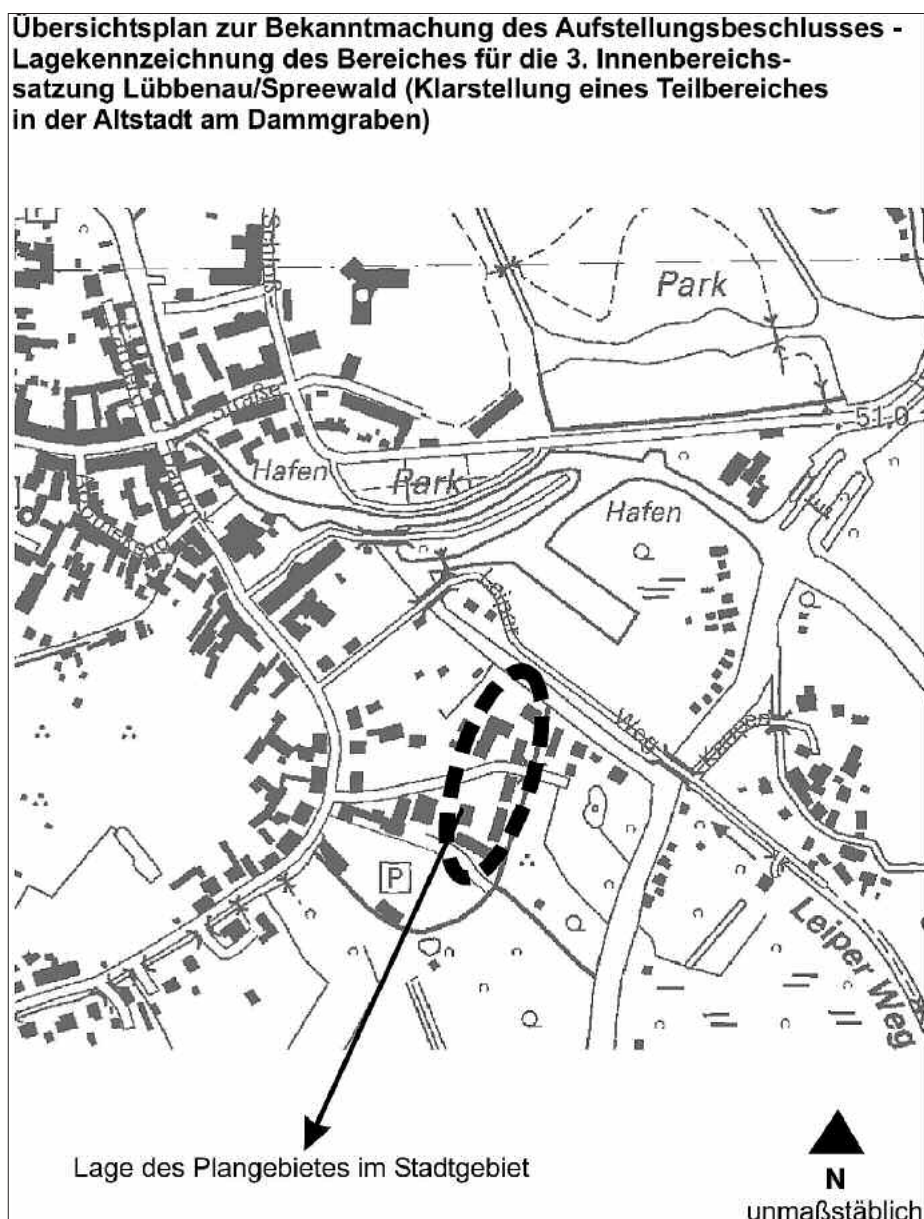 Übersichtsplan zur Bekanntmachung des Aufstellungsbeschlusses -
Lagekennzeichnung des Bereiches für die 3. Innenbereichs-
satzung Lübbenau/Spreewald (Klarstellung eines Teilbereiches
in der Altstadt am Dammgraben)
Park
Straße
51,0
Hafen
Park
Hafen
Leiper
Weg
P
Leiper Weg
Lage des Plangebietes im Stadtgebiet
N
unmaßstäblich